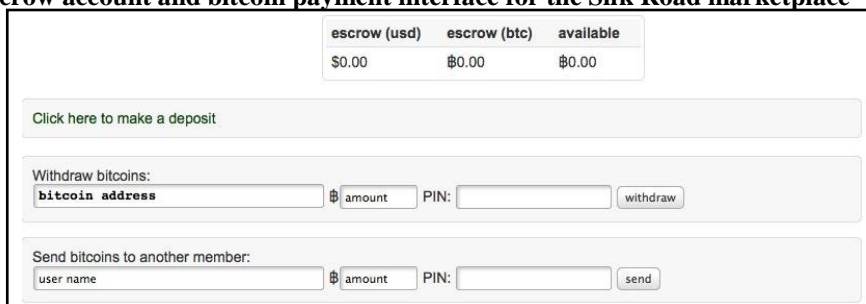 escrow account and bitcoin payment interface for the Silk Road marketplace
escrow (usd) escrow (btc) available
$0.00 ฿0.00 ฿0.00
Click here to make a deposit
Withdraw bitcoins:
bitcoin address ฿ amount PIN: withdraw
Send bitcoins to another member:
user name ฿ amount PIN: send